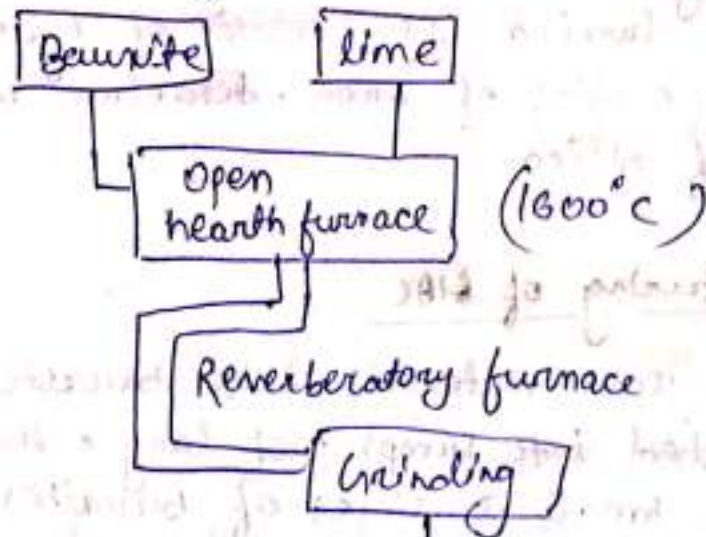 Bauxite
lime
Open
hearth furnace
(1600°C)
Reverberatory furnace
Grinding